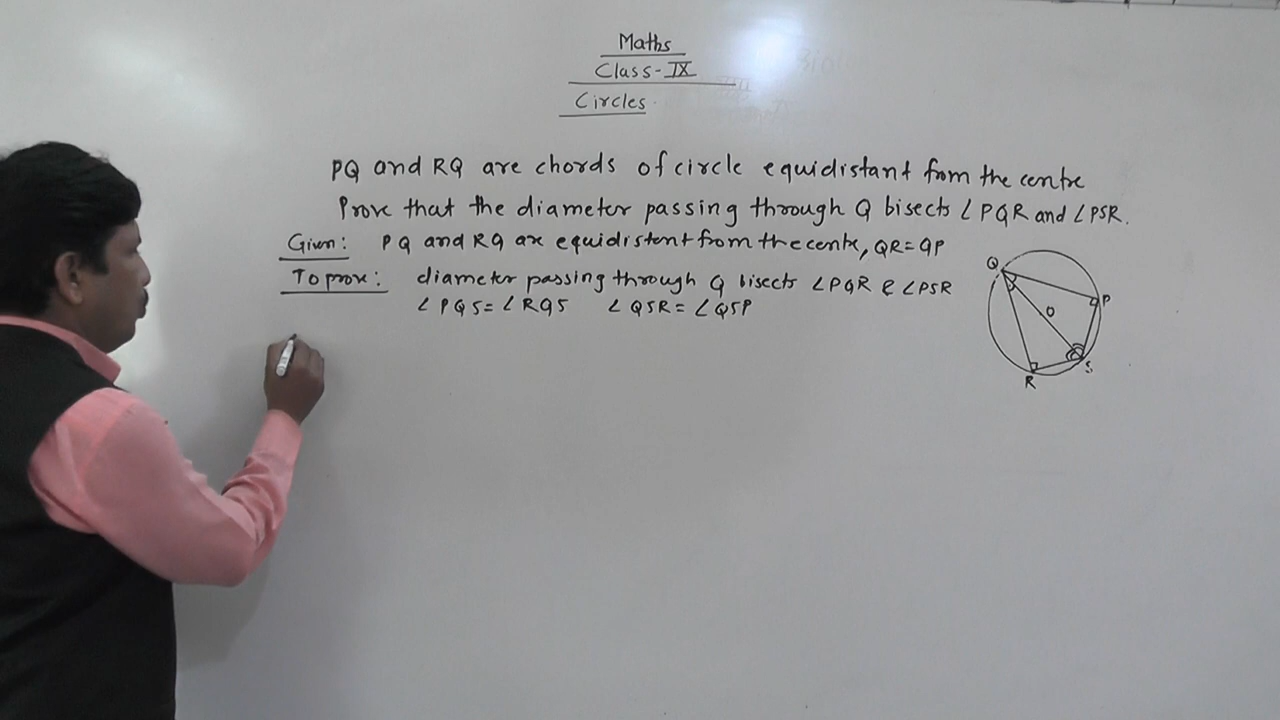 Maths
Class-IX
Circles
PQ and RQ are chords of circle equidistant from the centre
Prove that the diameter passing through Q bisects ∠PQR and ∠PSR.
Given: PQ and RQ are equidistent from the centre, QR=QP
To prove: diameter passing through Q bisects ∠PQR & ∠PSR
∠PQS=∠RQS ∠QSR=∠QSP
Q
P
O
S
R